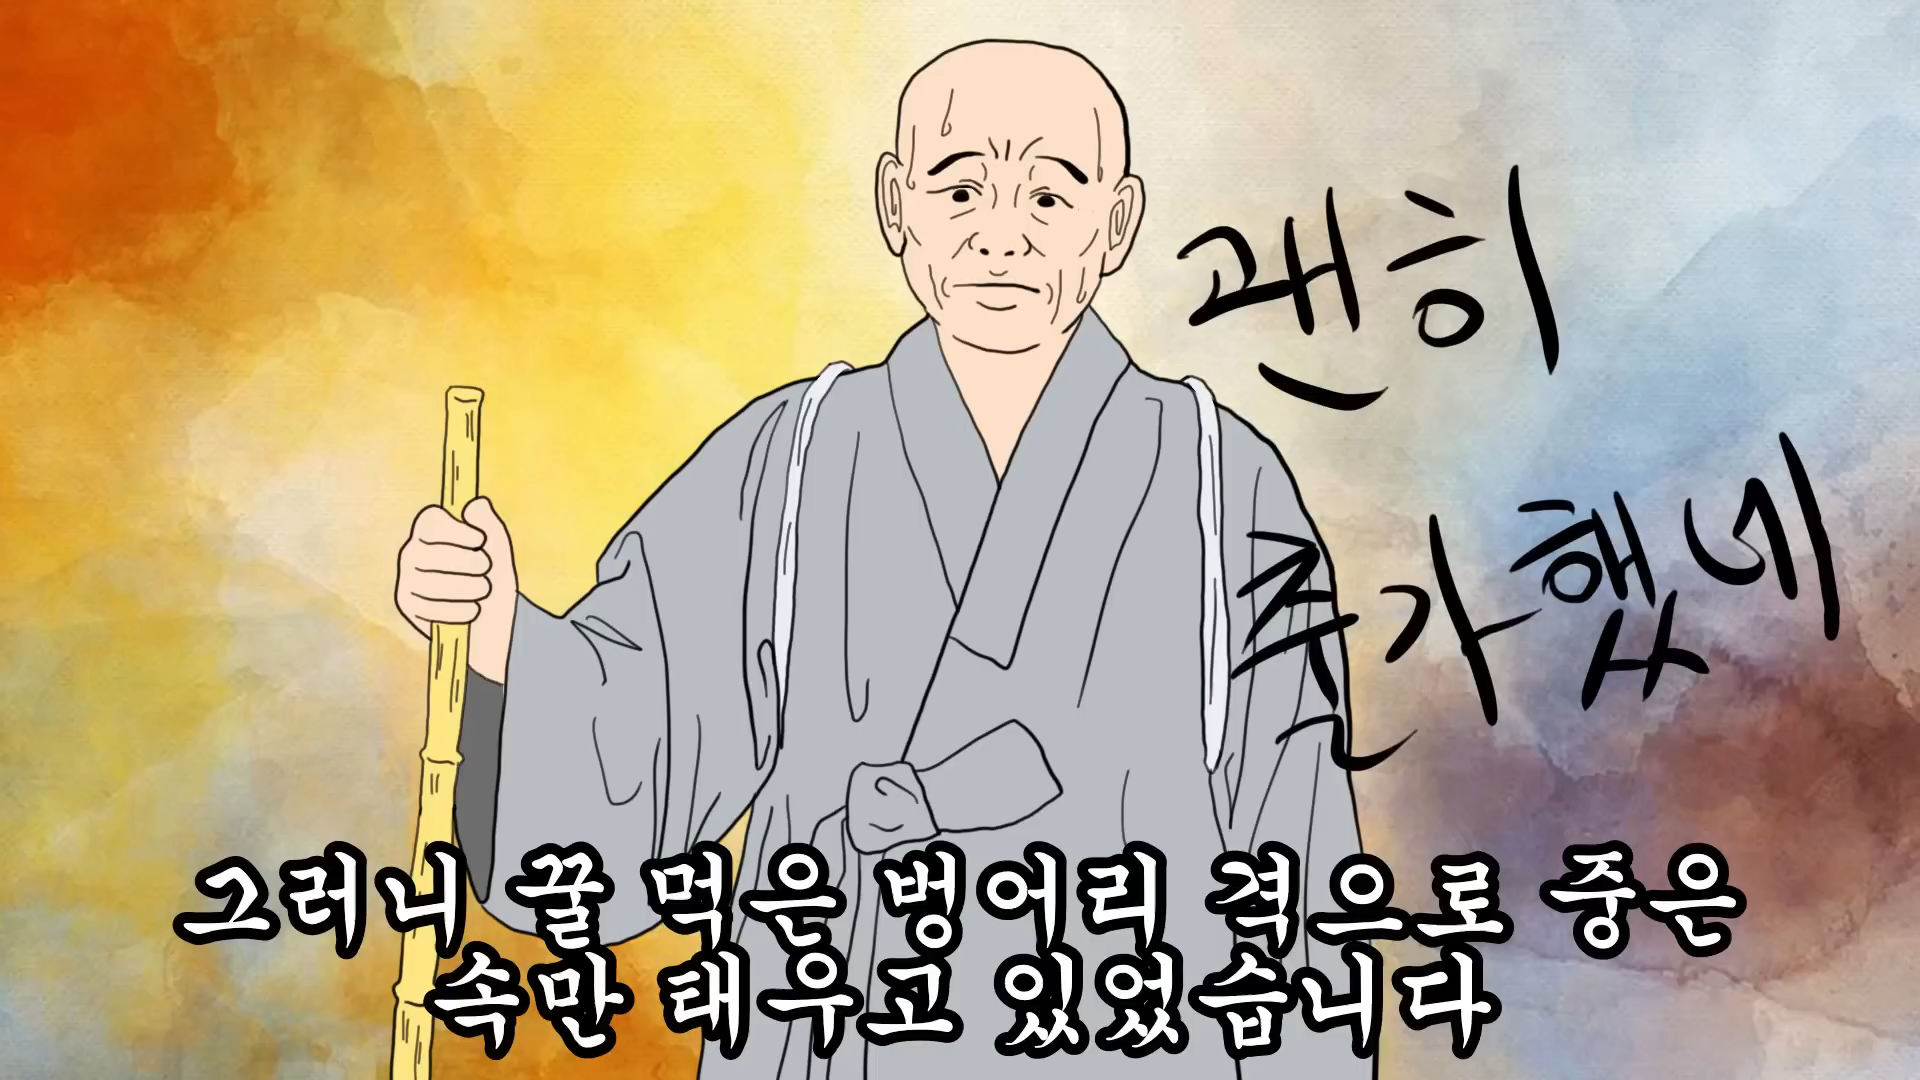 괜히
출가했네
그러니 꿀 먹은 벙어리 격으로 중은
속만 태우고 있었습니다